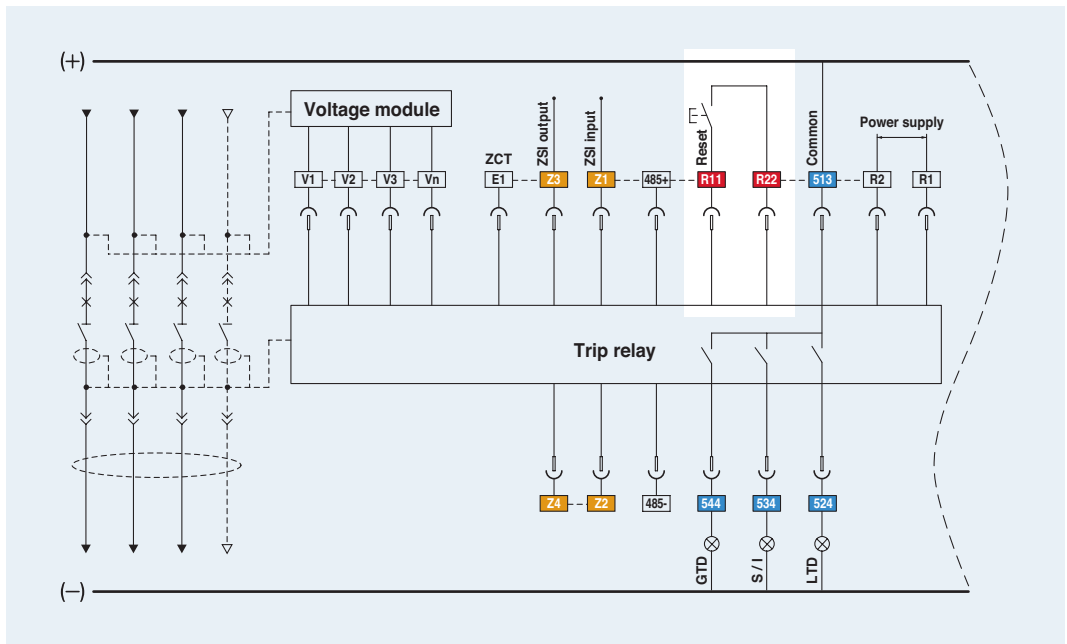 (+)
Voltage module
ZCT
ZSI output
ZSI input
Reset
Common
Power supply
V1 V2 V3 Vn E1 Z3 Z1 485+ R11 R22 513 R2 R1
Trip relay
Z4 Z2 485- 544 534 524
GTD
S / I
LTD
(—)